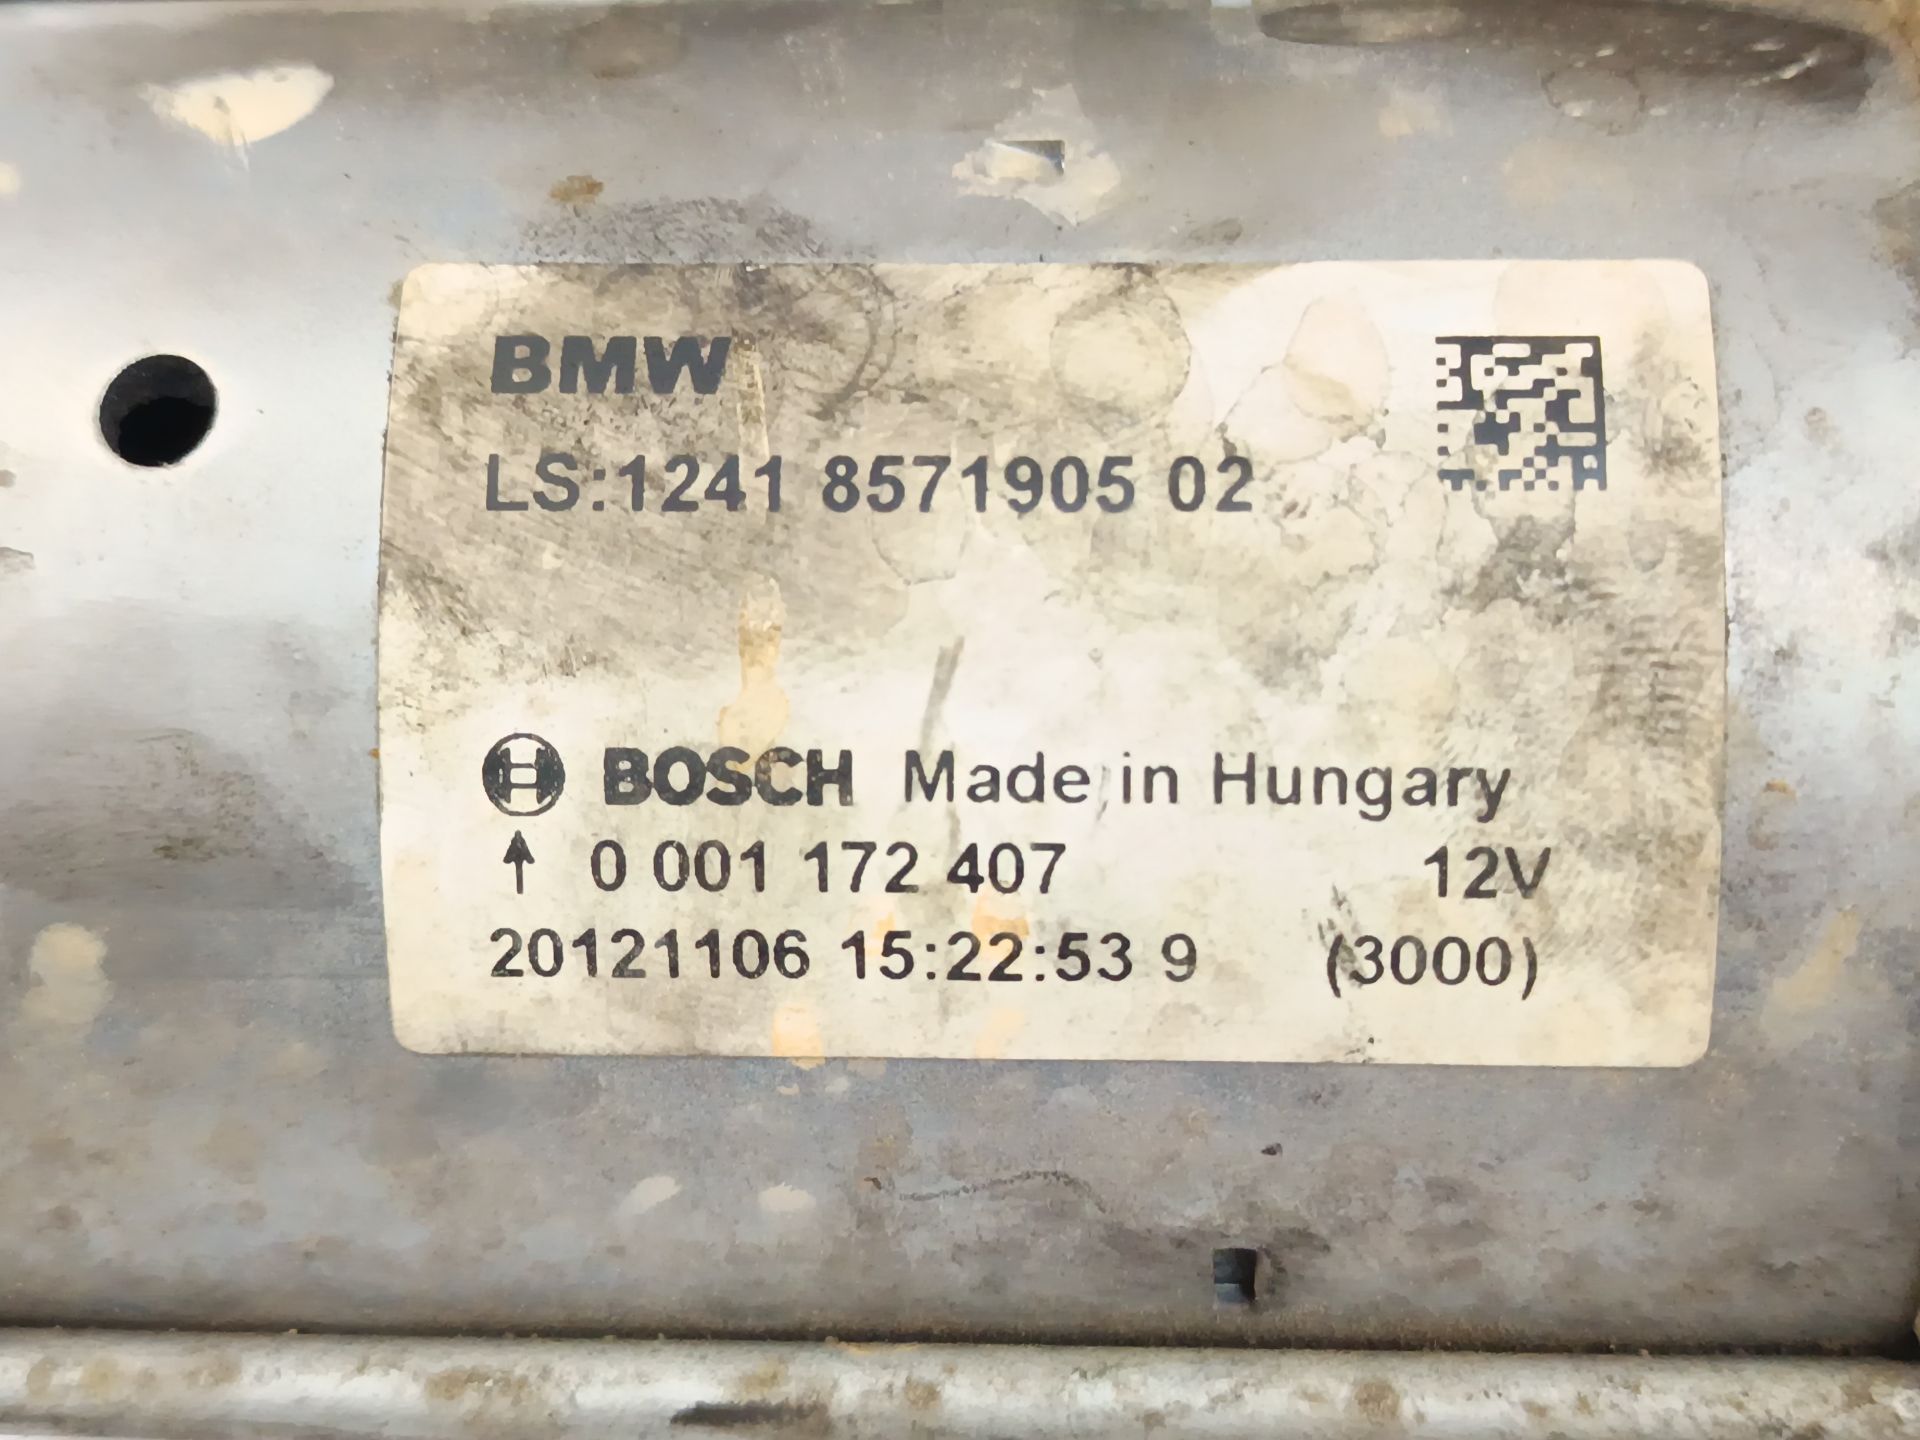 BMW
LS:1241 8571905 02
BOSCH Made in Hungary
↑ 0 001 172 407 12V
20121106 15:22:53 9 (3000)